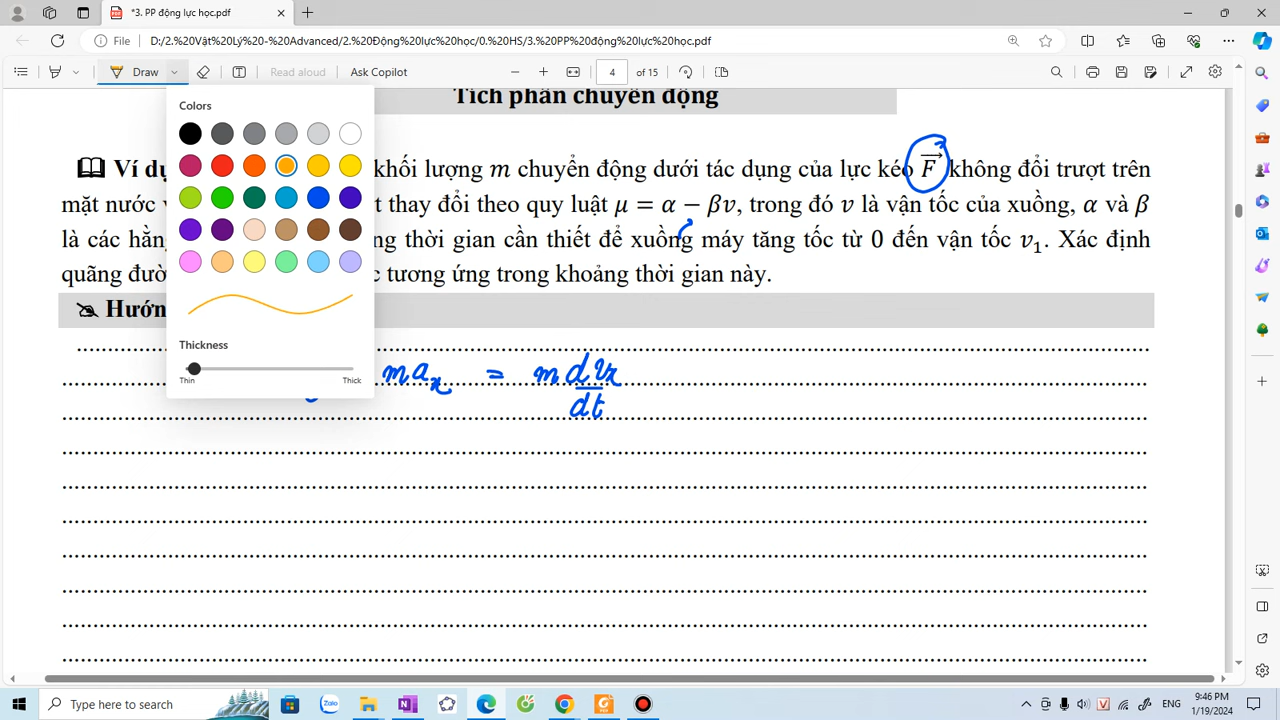 *3. PP động lực học.pdf
File D:/2.%20Vật%20Lý%20-%20Advanced/2.%20Động%20lực%20học/0.%20HS/3.%20PP%20động%20lực%20học.pdf
Draw Read aloud Ask Copilot 4 of 15
Colors
Thickness
Thin Thick
Tích phân chuyển động
Ví dụ khối lượng m chuyển động dưới tác dụng của lực kéo F⃗ không đổi trượt trên
mặt nước thay đổi theo quy luật μ = α − βv, trong đó v là vận tốc của xuồng, α và β
là các thời gian cần thiết để xuồng máy tăng tốc từ 0 đến vận tốc v₁. Xác định
quãng tương ứng trong khoảng thời gian này.
Hướn
maₓ = m dvₓ
dt
Type here to search
Zalo
ENG
9:46 PM
1/19/2024